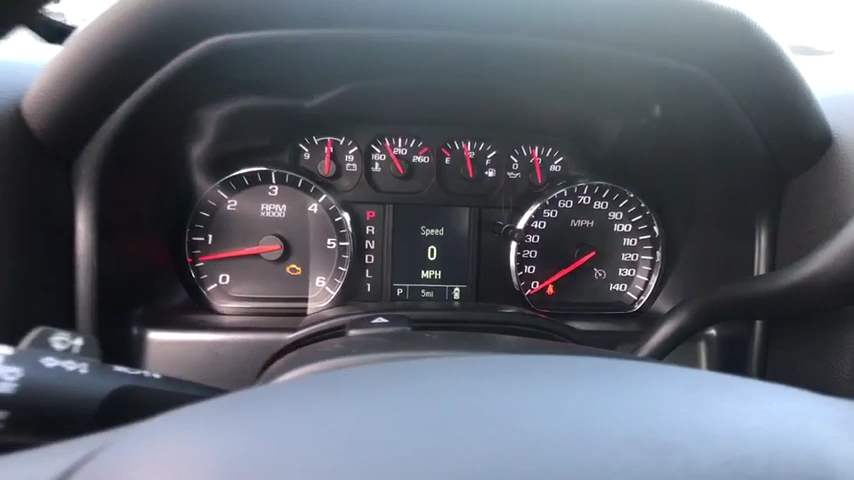 9 19
160 210 260
E F
0 80
0 1 2 3 4 5 6
RPM
X1000
P
R
N
D
L
1
Speed
0
MPH
P 5mi
0 10 20 30 40 50 60 70 80 90 100 110 120 130 140
MPH